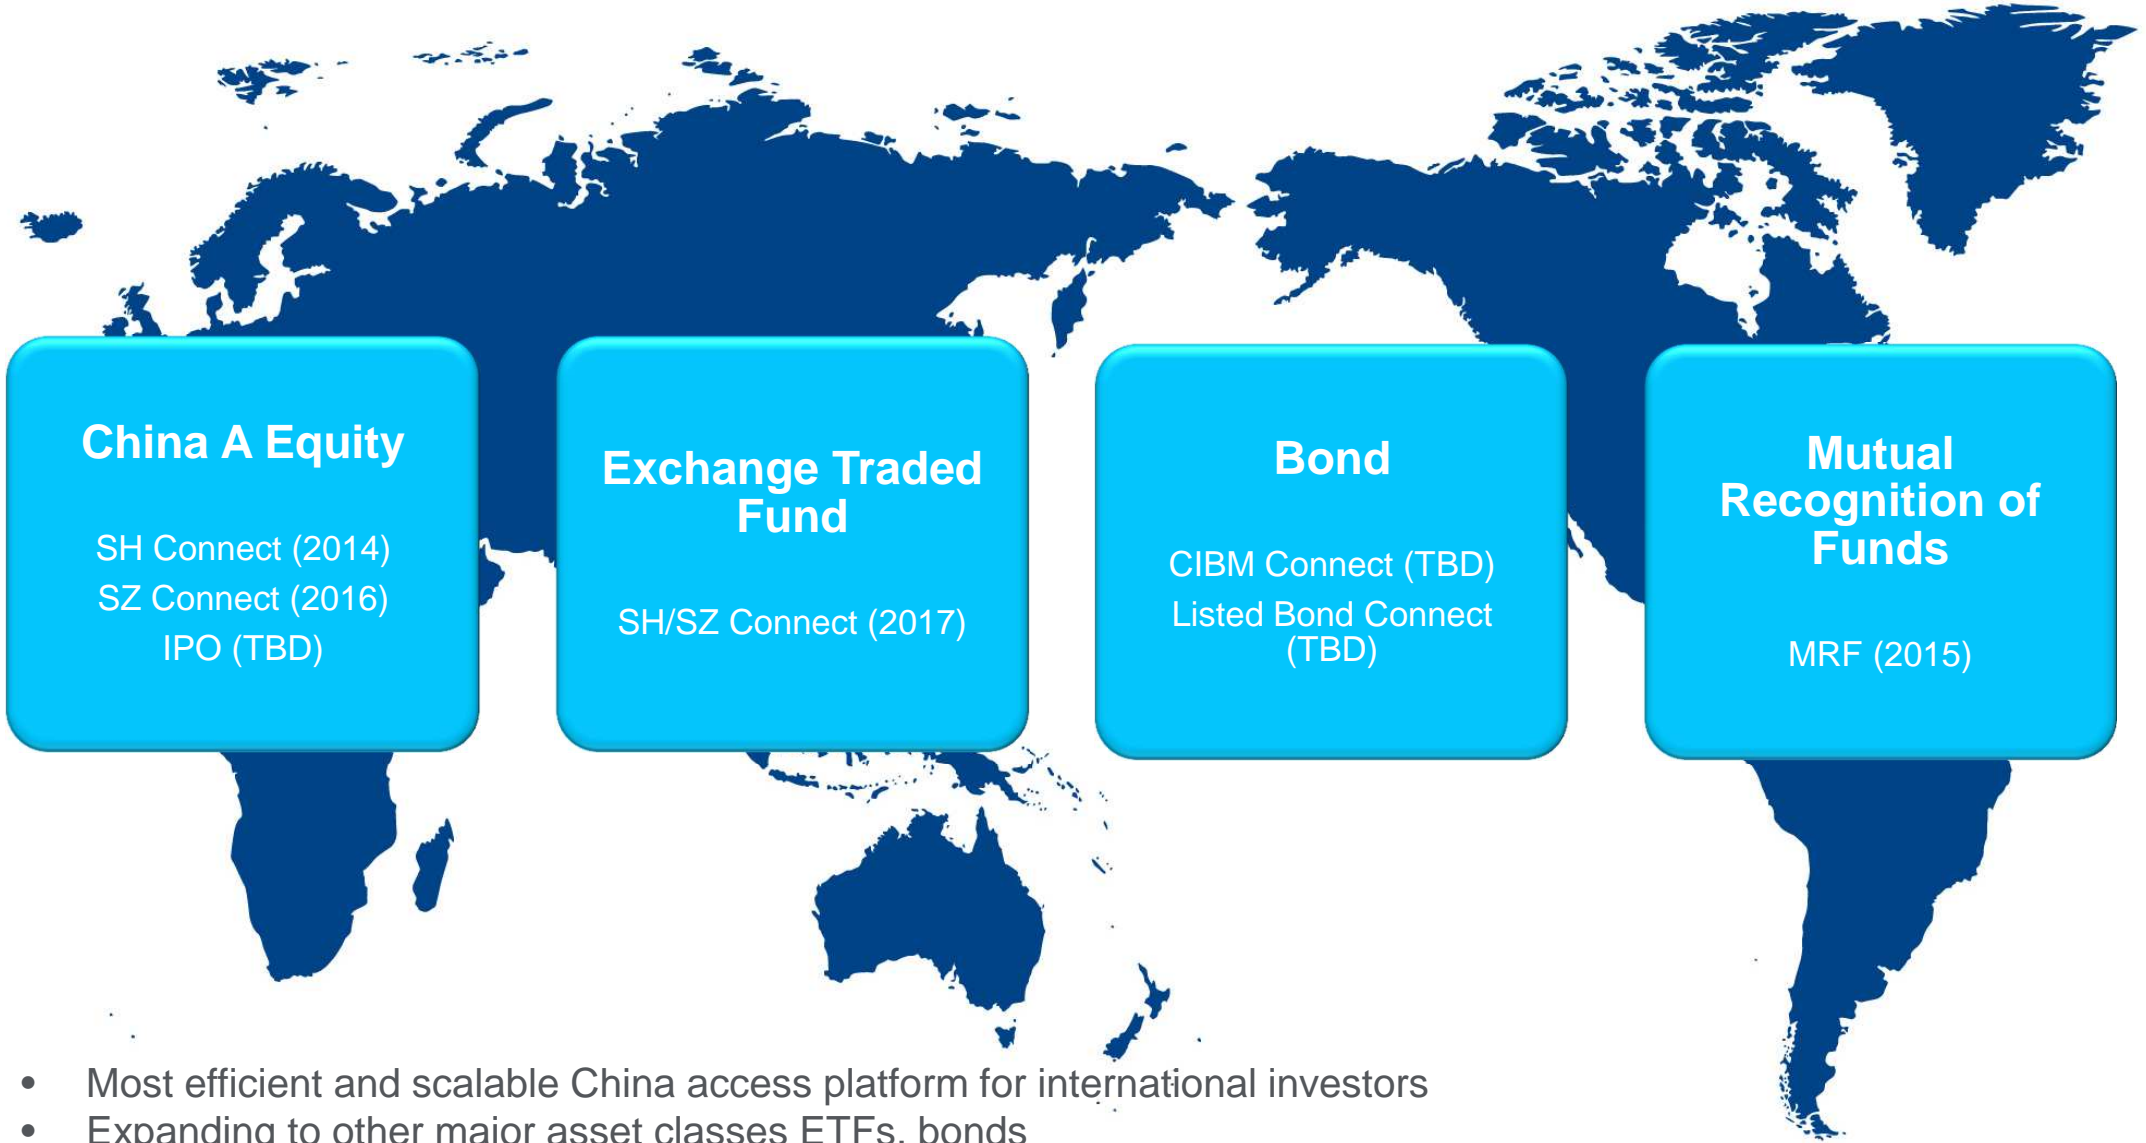 China A Equity
SH Connect (2014)
SZ Connect (2016)
IPO (TBD)
Exchange Traded
Fund
SH/SZ Connect (2017)
Bond
CIBM Connect (TBD)
Listed Bond Connect
(TBD)
Mutual
Recognition of
Funds
MRF (2015)
• Most efficient and scalable China access platform for international investors
• Expanding to other major asset classes ETFs, bonds